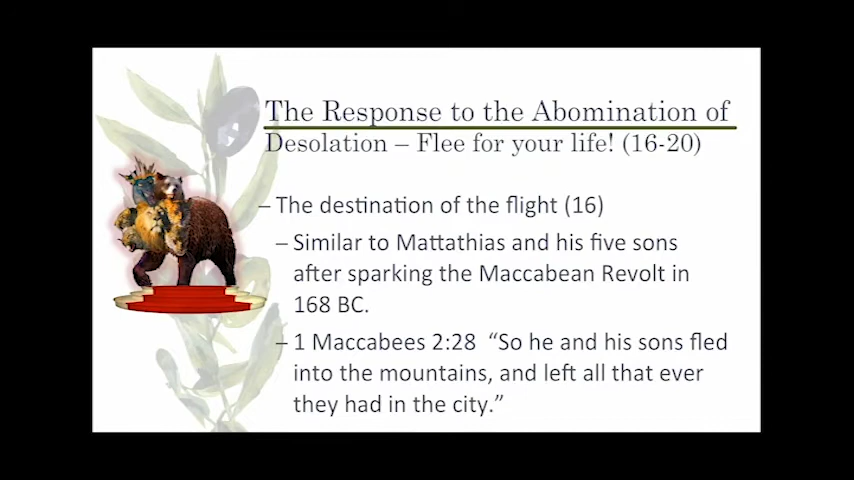 The Response to the Abomination of
Desolation – Flee for your life! (16-20)
– The destination of the flight (16)
– Similar to Mattathias and his five sons
after sparking the Maccabean Revolt in
168 BC.
– 1 Maccabees 2:28 “So he and his sons fled
into the mountains, and left all that ever
they had in the city.”